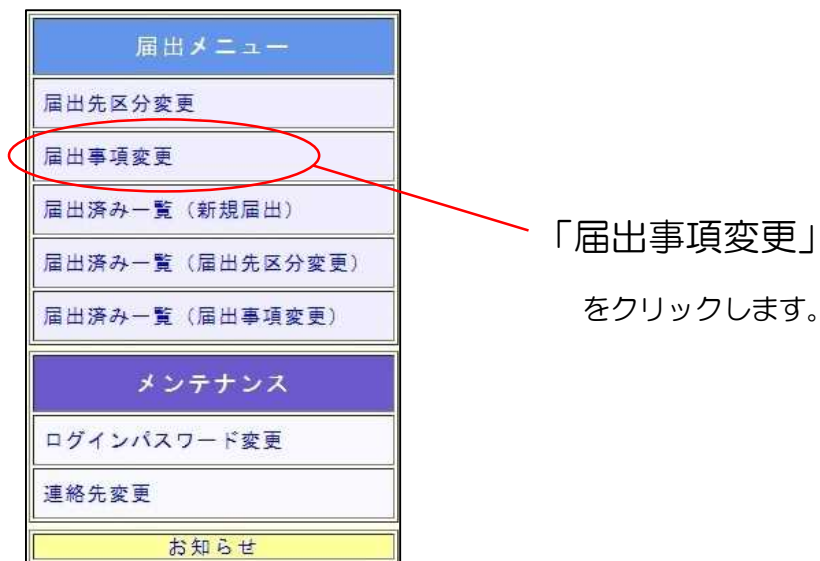 届出メニュー
届出先区分変更
届出事項変更
届出済み一覧（新規届出）
届出済み一覧（届出先区分変更）
届出済み一覧（届出事項変更）
メンテナンス
ログインパスワード変更
連絡先変更
お知らせ
「届出事項変更」
をクリックします。